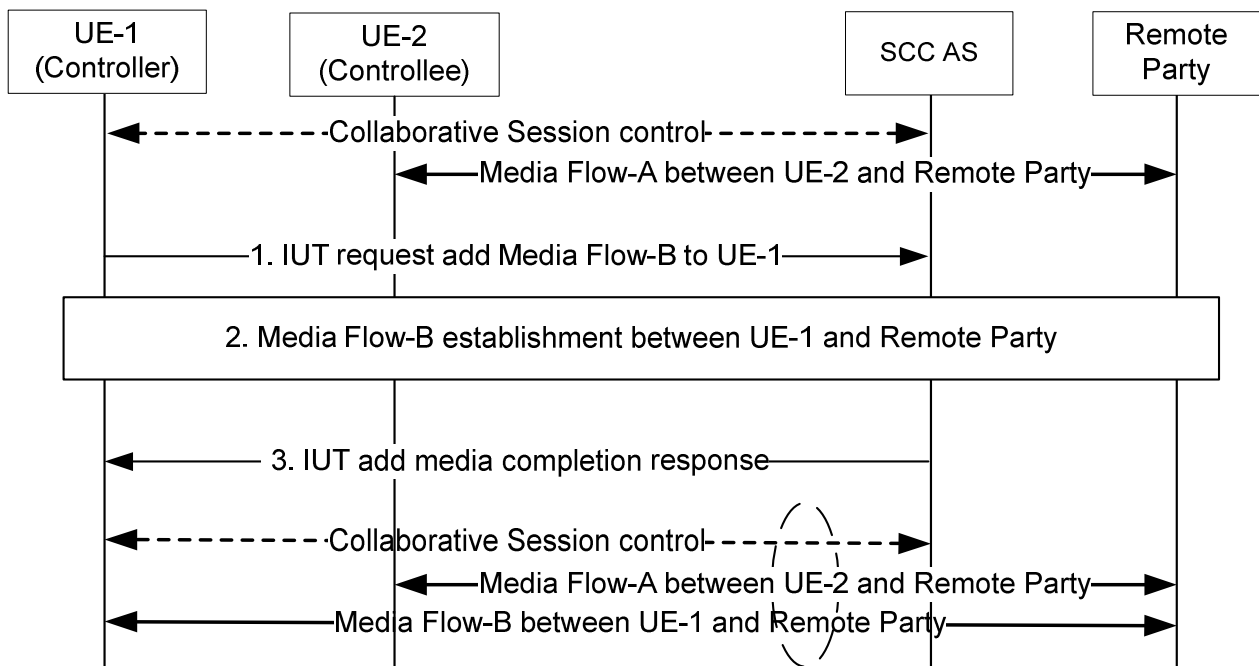 UE-1
(Controller)
UE-2
(Controllee)
SCC AS
Remote
Party
Collaborative Session control
Media Flow-A between UE-2 and Remote Party
1. IUT request add Media Flow-B to UE-1
2. Media Flow-B establishment between UE-1 and Remote Party
3. IUT add media completion response
Collaborative Session control
Media Flow-A between UE-2 and Remote Party
Media Flow-B between UE-1 and Remote Party